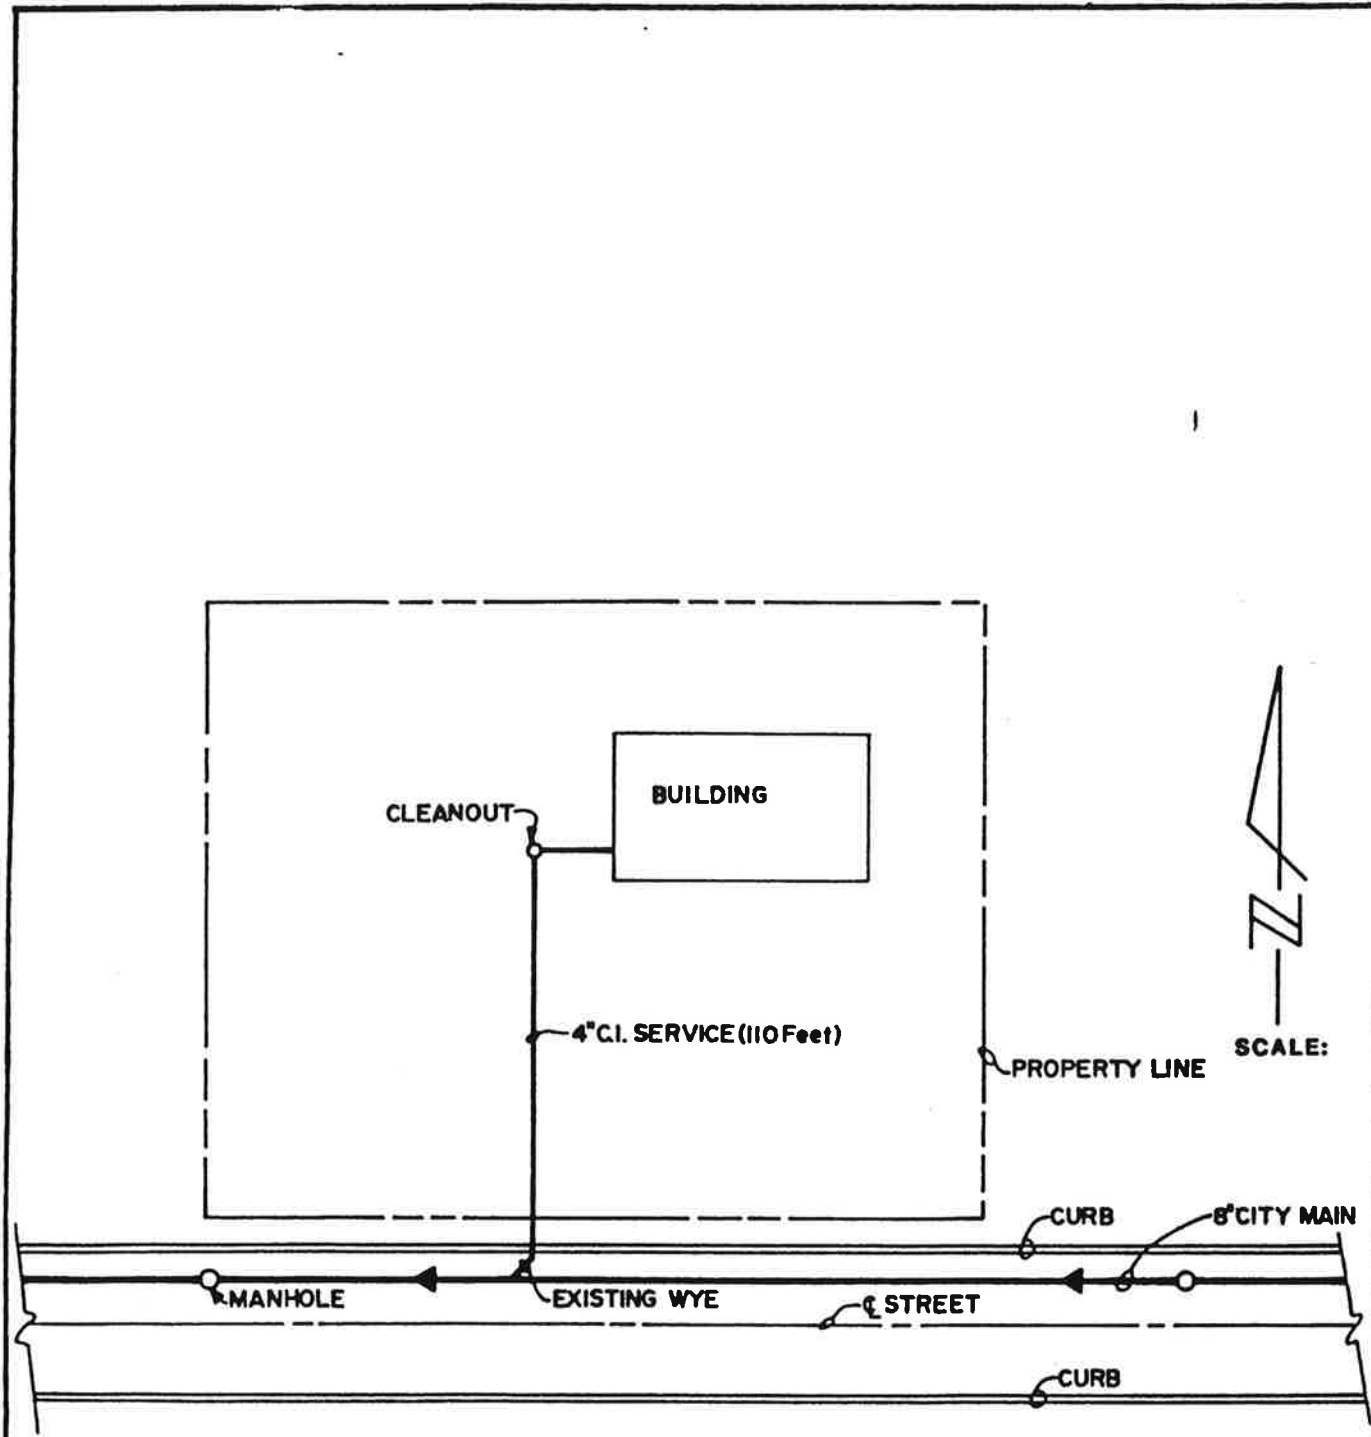 BUILDING
CLEANOUT
4" C.I. SERVICE (110 Feet)
N
SCALE:
PROPERTY LINE
CURB
8" CITY MAIN
MANHOLE
EXISTING WYE
℄ STREET
CURB